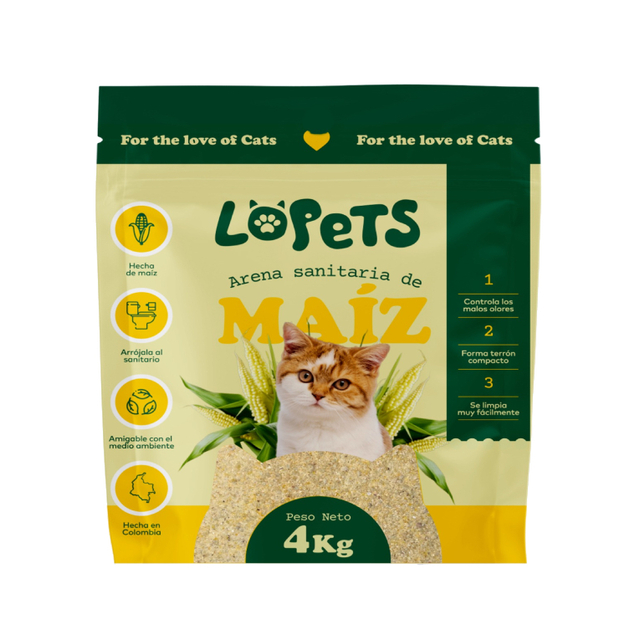 For the love of Cats
For the love of Cats
LOPETS
Arena sanitaria de
MAÍZ
Hecha
de maíz
Arrójala al
sanitario
Amigable con el
medio ambiente
Hecha en
Colombia
1
Controla los
malos olores
2
Forma terrón
compacto
3
Se limpia
muy fácilmente
Peso Neto
4Kg